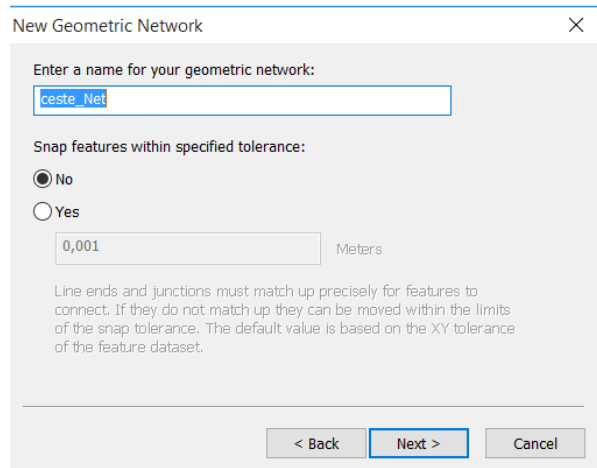 New Geometric Network
Enter a name for your geometric network:
ceste_Net
Snap features within specified tolerance:
No
Yes
0,001 Meters
Line ends and junctions must match up precisely for features to
connect. If they do not match up they can be moved within the limits
of the snap tolerance. The default value is based on the XY tolerance
of the feature dataset.
< Back Next > Cancel